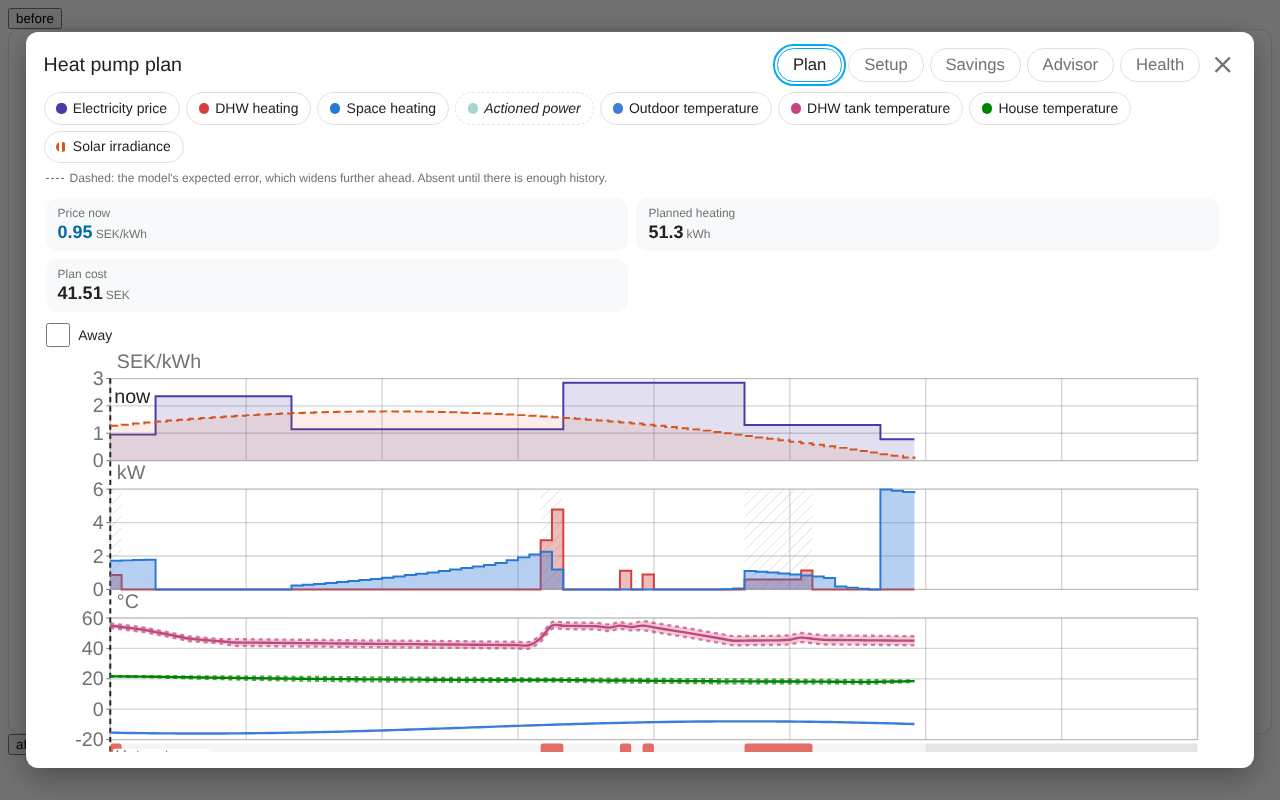 before
Heat pump plan
Plan
Setup
Savings
Advisor
Health
Electricity price
DHW heating
Space heating
Actioned power
Outdoor temperature
DHW tank temperature
House temperature
Solar irradiance
Dashed: the model's expected error, which widens further ahead. Absent until there is enough history.
Price now
0.95 SEK/kWh
Planned heating
51.3 kWh
Plan cost
41.51 SEK
Away
SEK/kWh
3
now
2
1
0
kW
6
4
2
0
°C
60
40
20
0
-20